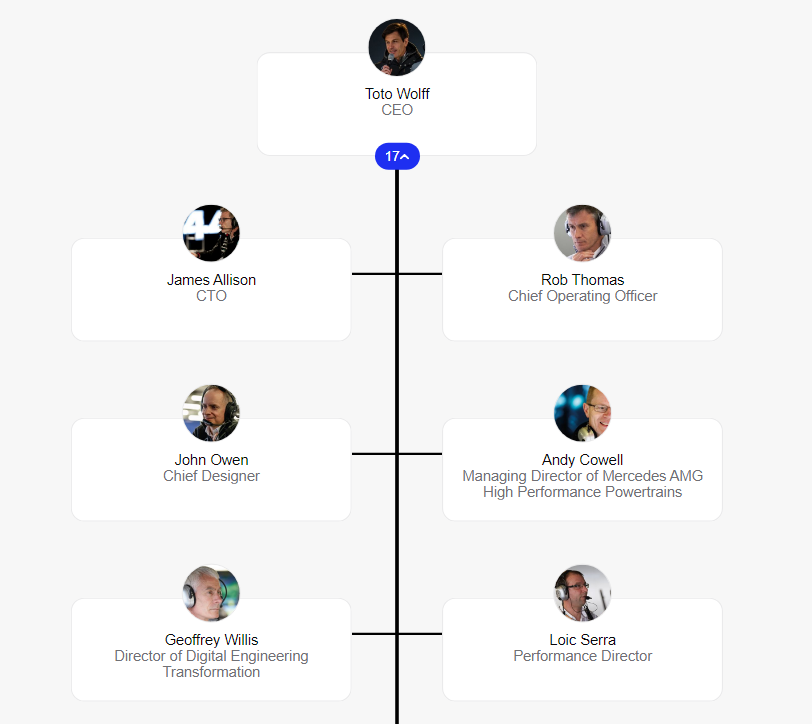 Toto Wolff
CEO
17
James Allison
CTO
Rob Thomas
Chief Operating Officer
John Owen
Chief Designer
Andy Cowell
Managing Director of Mercedes AMG
High Performance Powertrains
Geoffrey Willis
Director of Digital Engineering
Transformation
Loic Serra
Performance Director